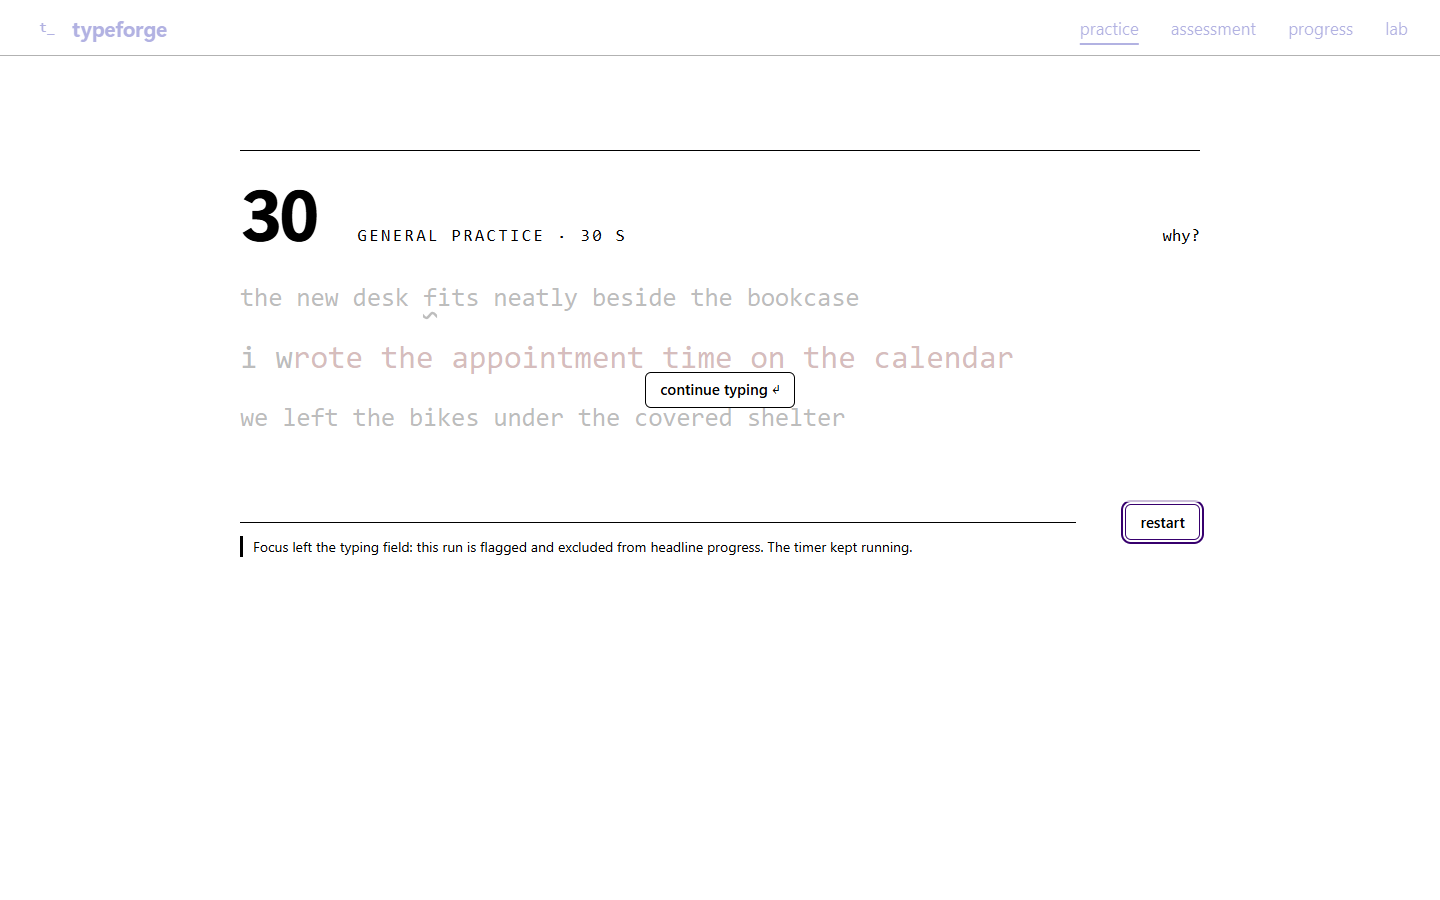 t_ typeforge practice assessment progress lab
30 GENERAL PRACTICE · 30 S why?
the new desk fits neatly beside the bookcase
i wrote the appointment time on the calendar
continue typing ↲
we left the bikes under the covered shelter
restart
Focus left the typing field: this run is flagged and excluded from headline progress. The timer kept running.